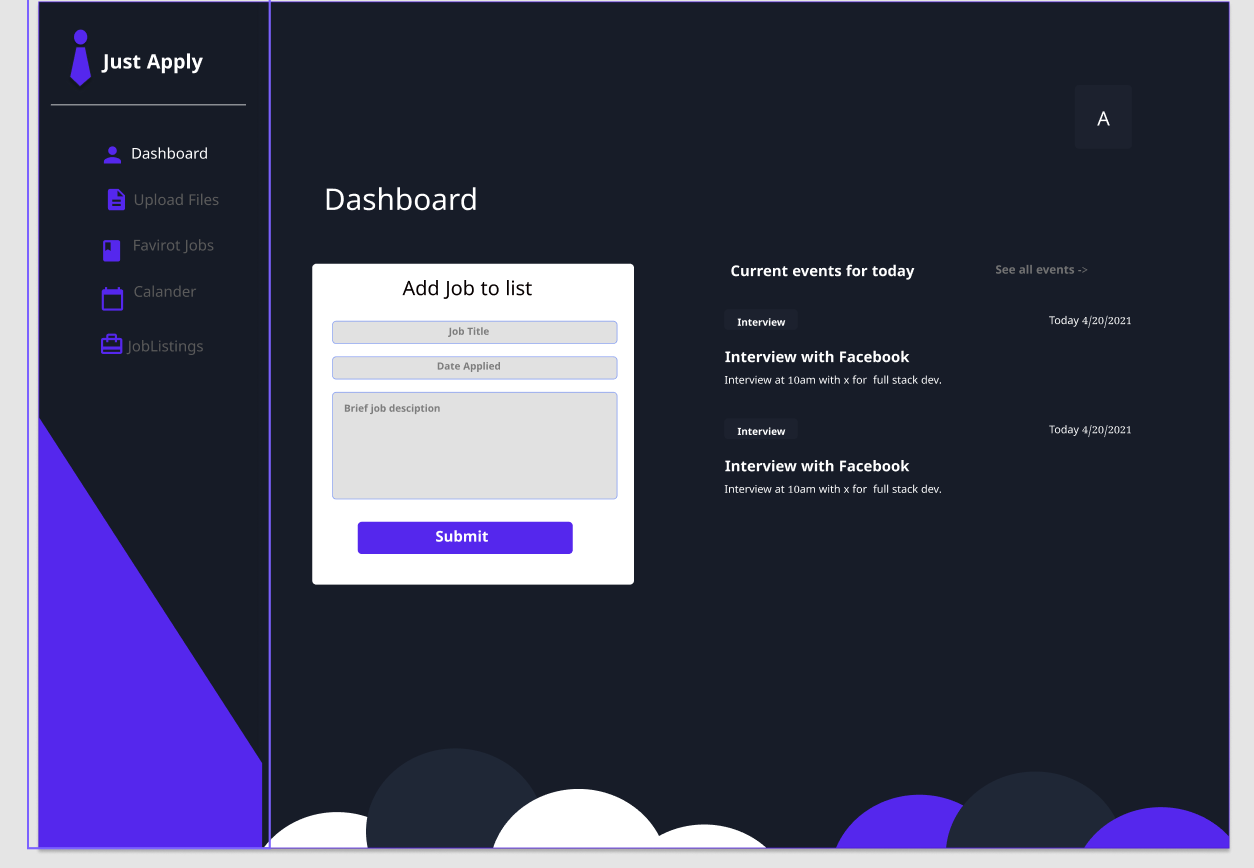 Just Apply
Dashboard
Upload Files
Favirot Jobs
Calander
JobListings
A
Dashboard
Add Job to list
Job Title
Date Applied
Brief job desciption
Submit
Current events for today
See all events ->
Interview
Today 4/20/2021
Interview with Facebook
Interview at 10am with x for  full stack dev.
Interview
Today 4/20/2021
Interview with Facebook
Interview at 10am with x for  full stack dev.